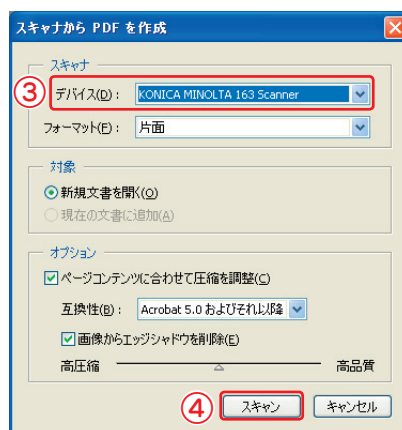 スキャナから PDF を作成
スキャナ
③ デバイス(D): KONICA MINOLTA 163 Scanner
フォーマット(F): 片面
対象
新規文書を開く(O)
現在の文書に追加(A)
オプション
ページコンテンツに合わせて圧縮を調整(C)
互換性(B): Acrobat 5.0 およびそれ以降
画像からエッジシャドウを削除(E)
高圧縮 高品質
④ スキャン キャンセル